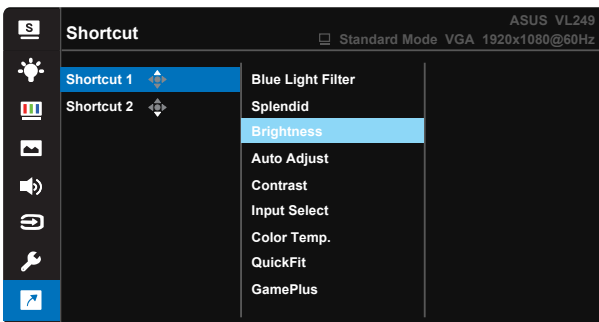 S
Shortcut
ASUS VL249
Standard Mode VGA 1920x1080@60Hz
Shortcut 1
Shortcut 2
Blue Light Filter
Splendid
Brightness
Auto Adjust
Contrast
Input Select
Color Temp.
QuickFit
GamePlus